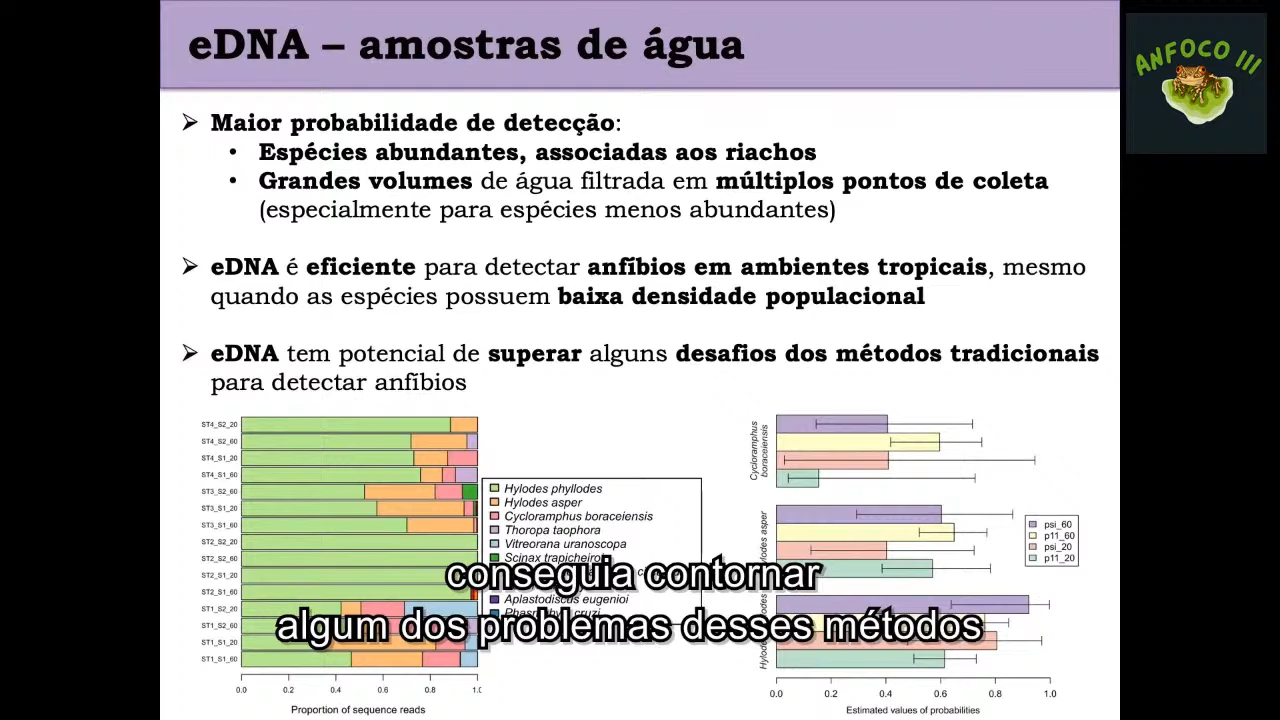 eDNA – amostras de água
ANFOCO III
➢ Maior probabilidade de detecção:
• Espécies abundantes, associadas aos riachos
• Grandes volumes de água filtrada em múltiplos pontos de coleta
(especialmente para espécies menos abundantes)
➢ eDNA é eficiente para detectar anfíbios em ambientes tropicais, mesmo
quando as espécies possuem baixa densidade populacional
➢ eDNA tem potencial de superar alguns desafios dos métodos tradicionais
para detectar anfíbios
ST4_S2_20
ST4_S2_60
ST4_S1_20
ST4_S1_60
ST3_S2_60
ST3_S1_20
ST3_S1_60
ST2_S2_20
ST2_S2_60
ST2_S1_20
ST2_S1_60
ST1_S2_20
ST1_S2_60
ST1_S1_20
ST1_S1_60
0.0 0.2 0.4 0.6 0.8 1.0
Proportion of sequence reads
Hylodes phyllodes
Hylodes asper
Cycloramphus boraceiensis
Thoropa taophora
Vitreorana uranoscopa
Scinax
Aplastodiscus eugenioi
Cycloramphus
boraceiensis
asper
psi_60
p11_60
psi_20
p11_20
0.0 0.2 0.4 0.6 0.8 1.0
Estimated values of probabilities
conseguia contornar
algum dos problemas desses métodos